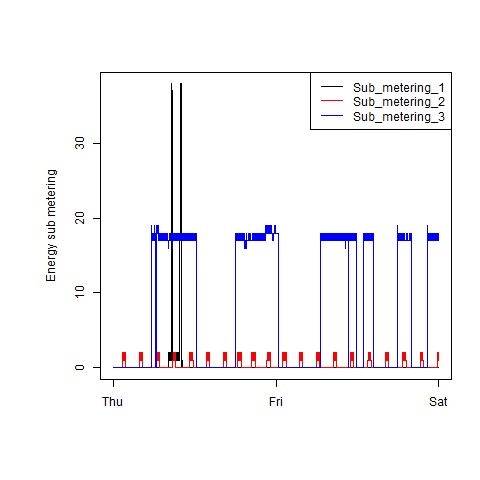 Sub_metering_1
Sub_metering_2
Sub_metering_3
Energy sub metering
30
20
10
0
Thu
Fri
Sat